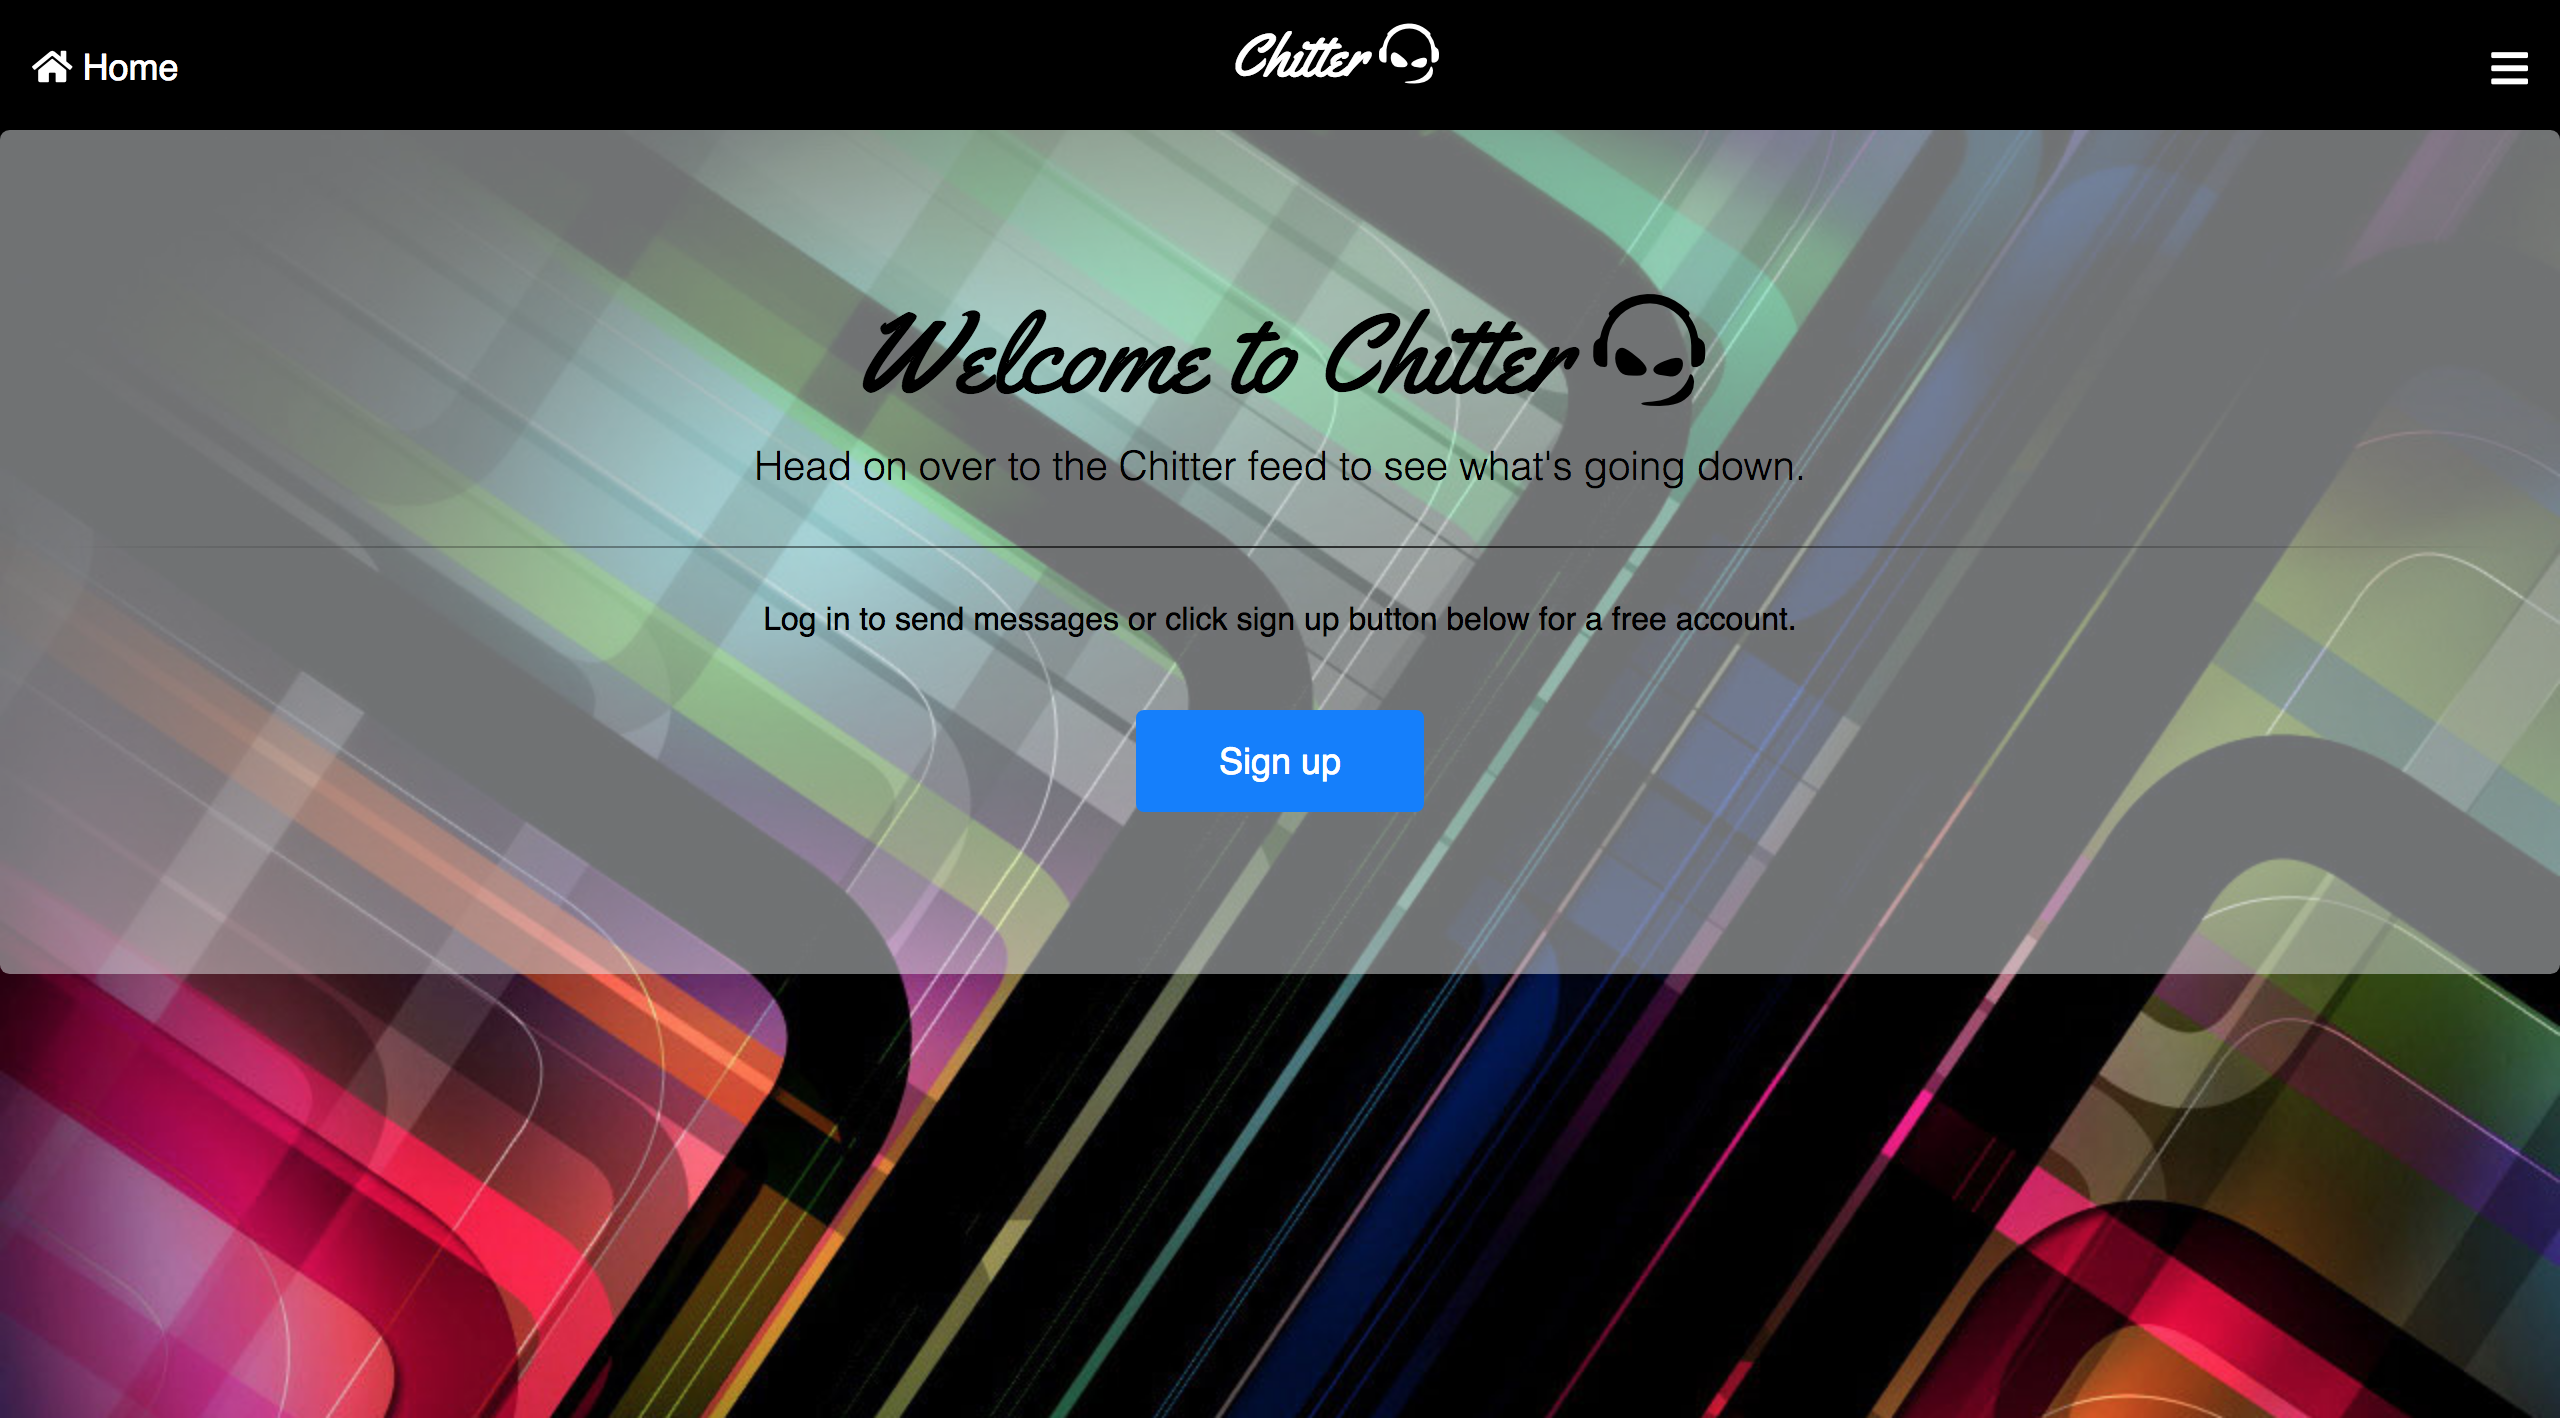 Home
Chitter
Welcome to Chitter
Head on over to the Chitter feed to see what's going down.
Log in to send messages or click sign up button below for a free account.
Sign up